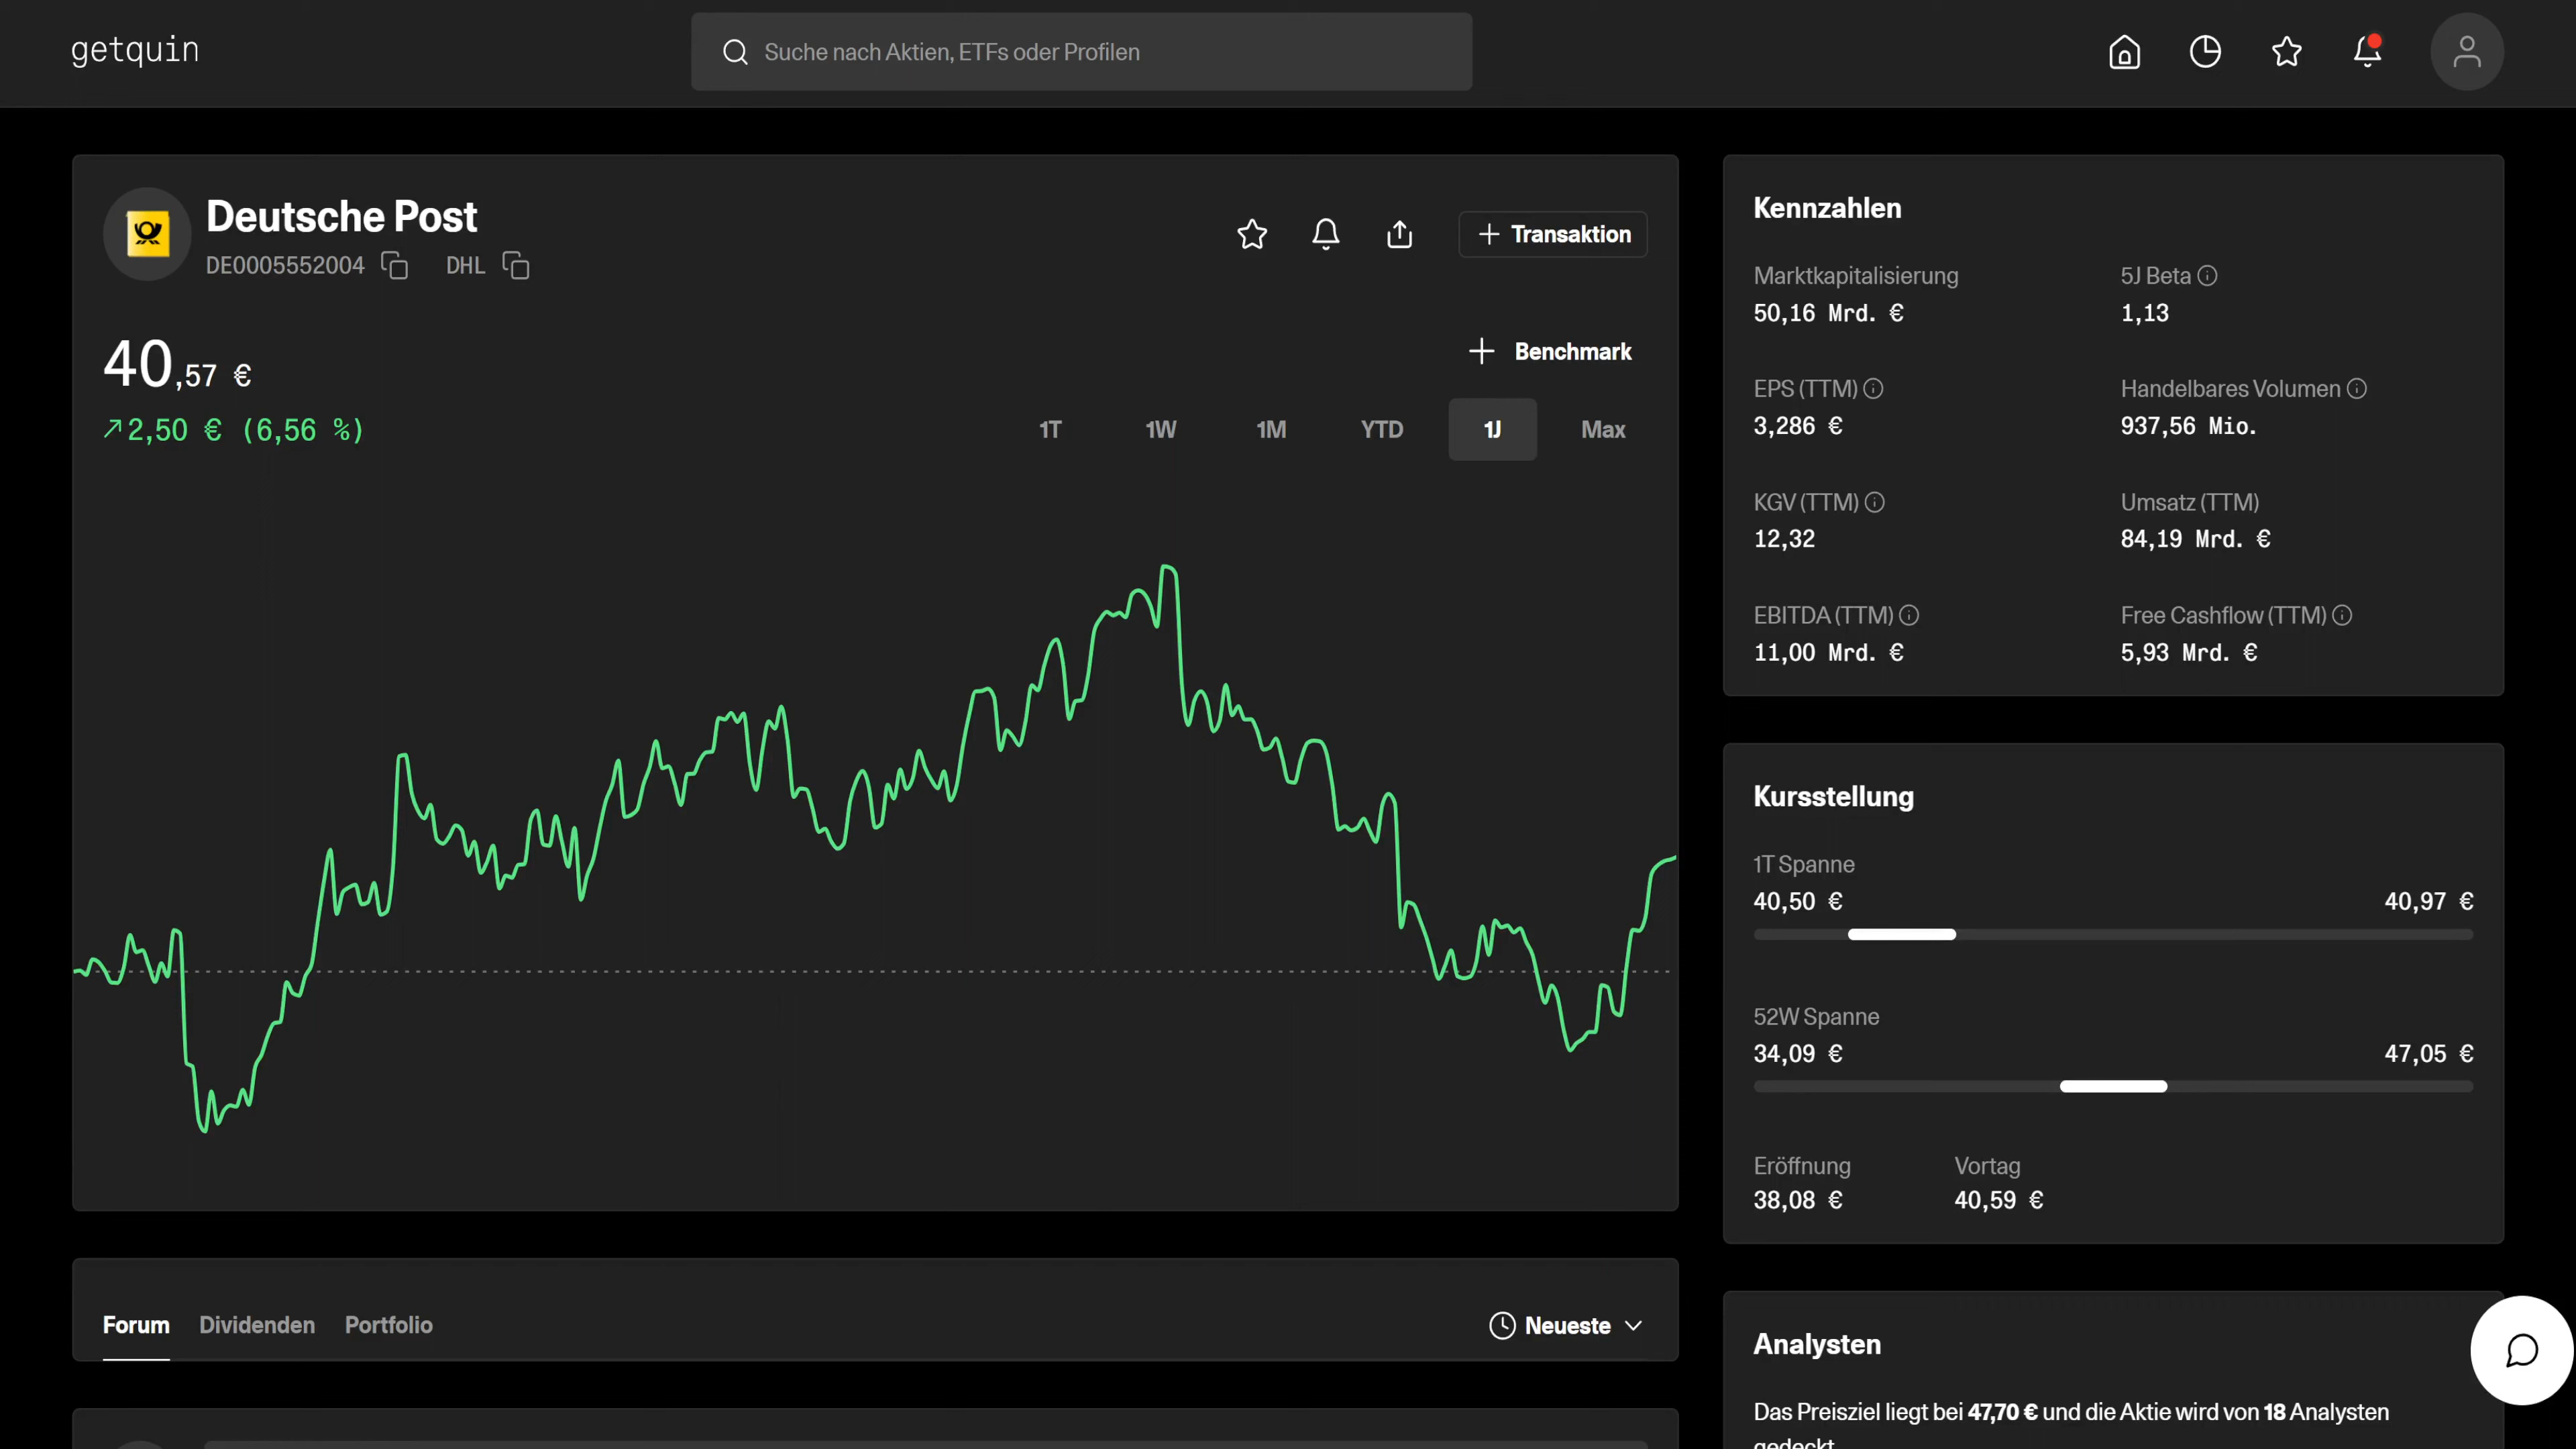 getquin
Suche nach Aktien, ETFs oder Profilen
Deutsche Post
DE0005552004 DHL
Transaktion
40,57 €
Benchmark
2,50 € (6,56 %)
1T 1W 1M YTD 1J Max
Forum Dividenden Portfolio
Neueste
Kennzahlen
Marktkapitalisierung 5J Beta
50,16 Mrd. € 1,13
EPS (TTM) Handelbares Volumen
3,286 € 937,56 Mio.
KGV (TTM) Umsatz (TTM)
12,32 84,19 Mrd. €
EBITDA (TTM) Free Cashflow (TTM)
11,00 Mrd. € 5,93 Mrd. €
Kursstellung
1T Spanne
40,50 € 40,97 €
52W Spanne
34,09 € 47,05 €
Eröffnung Vortag
38,08 € 40,59 €
Analysten
Das Preisziel liegt bei 47,70 € und die Aktie wird von 18 Analysten
gedeckt